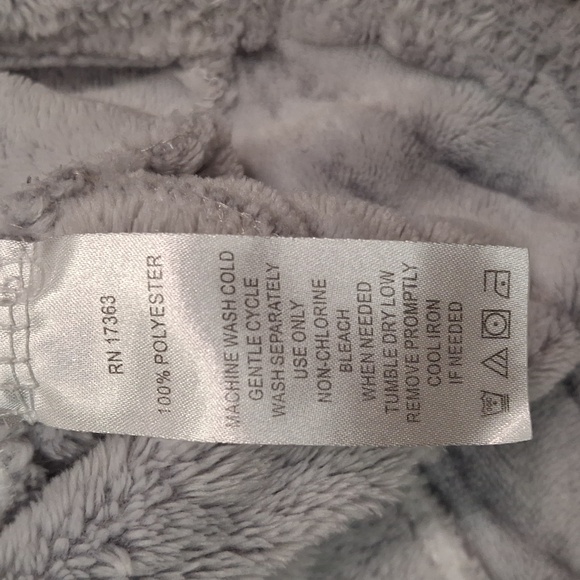 RN 17363
100% POLYESTER
MACHINE WASH COLD
GENTLE CYCLE
WASH SEPARATELY
USE ONLY
NON-CHLORINE
BLEACH
WHEN NEEDED
TUMBLE DRY LOW
REMOVE PROMPTLY
COOL IRON
IF NEEDED